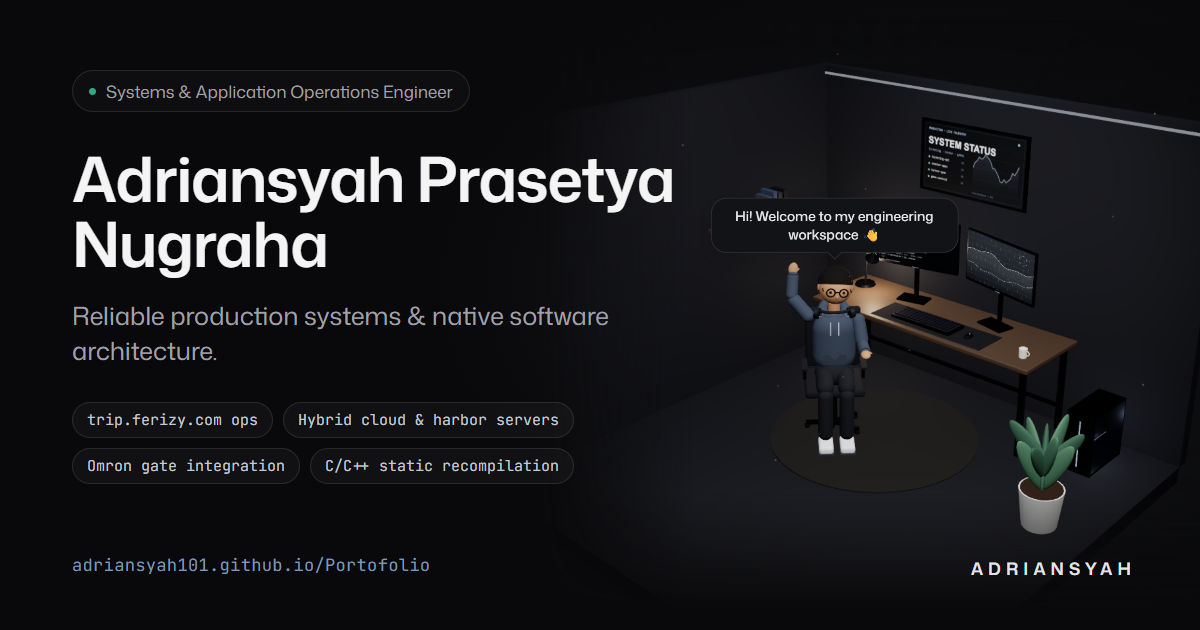 Systems & Application Operations Engineer
Adriansyah Prasetya
Nugraha
Reliable production systems & native software
architecture.
trip.ferizy.com ops
Hybrid cloud & harbor servers
Omron gate integration
C/C++ static recompilation
adriansyah101.github.io/Portofolio
SYSTEM STATUS
Hi! Welcome to my engineering
workspace 👋
ADRIANSYAH